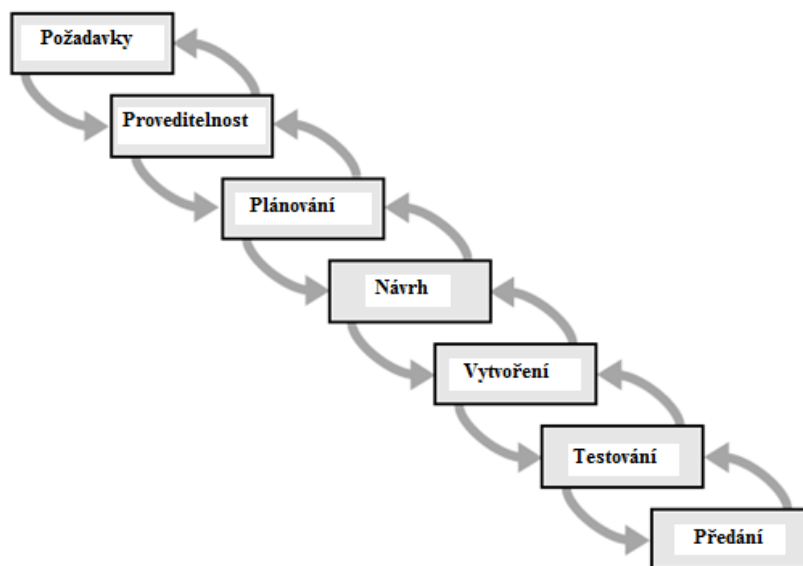 Požadavky
Proveditelnost
Plánování
Návrh
Vytvoření
Testování
Předání